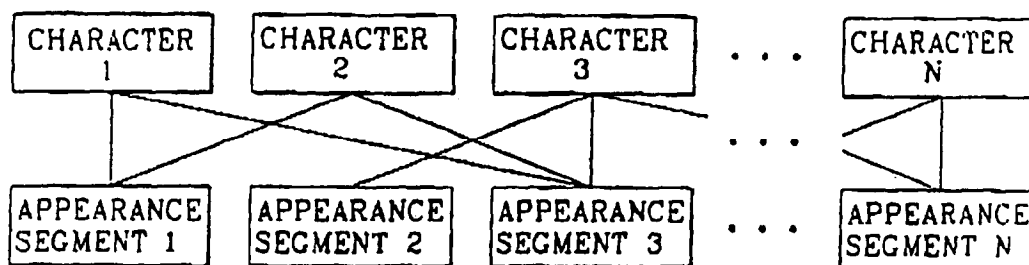 CHARACTER
1
CHARACTER
2
CHARACTER
3
. . .
CHARACTER
N
. . .
APPEARANCE
SEGMENT 1
APPEARANCE
SEGMENT 2
APPEARANCE
SEGMENT 3
. . .
APPEARANCE
SEGMENT N